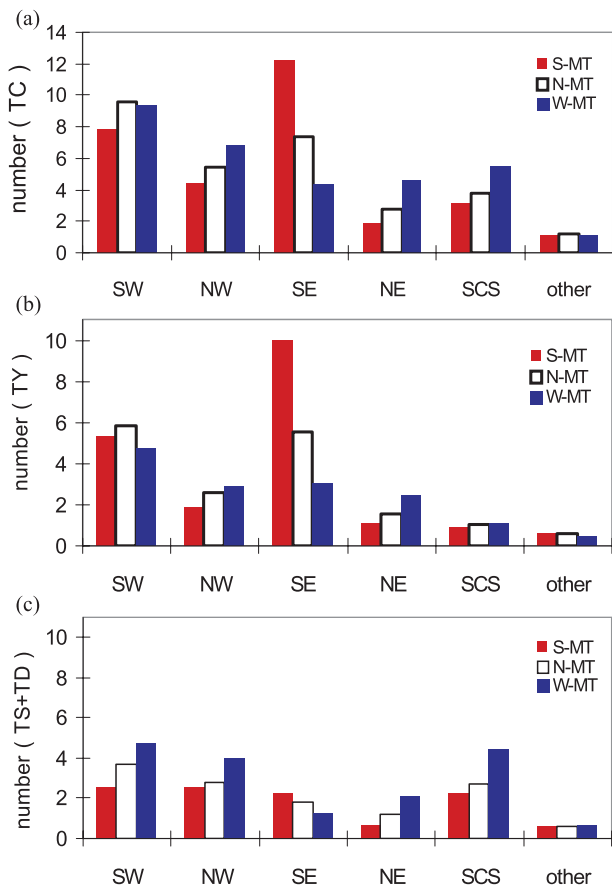 (a)
number ( TC )
14
12
10
8
6
4
2
0
S-MT
N-MT
W-MT
SW NW SE NE SCS other
(b)
number ( TY )
10
8
6
4
2
0
S-MT
N-MT
W-MT
SW NW SE NE SCS other
(c)
number ( TS+TD )
10
8
6
4
2
0
S-MT
N-MT
W-MT
SW NW SE NE SCS other